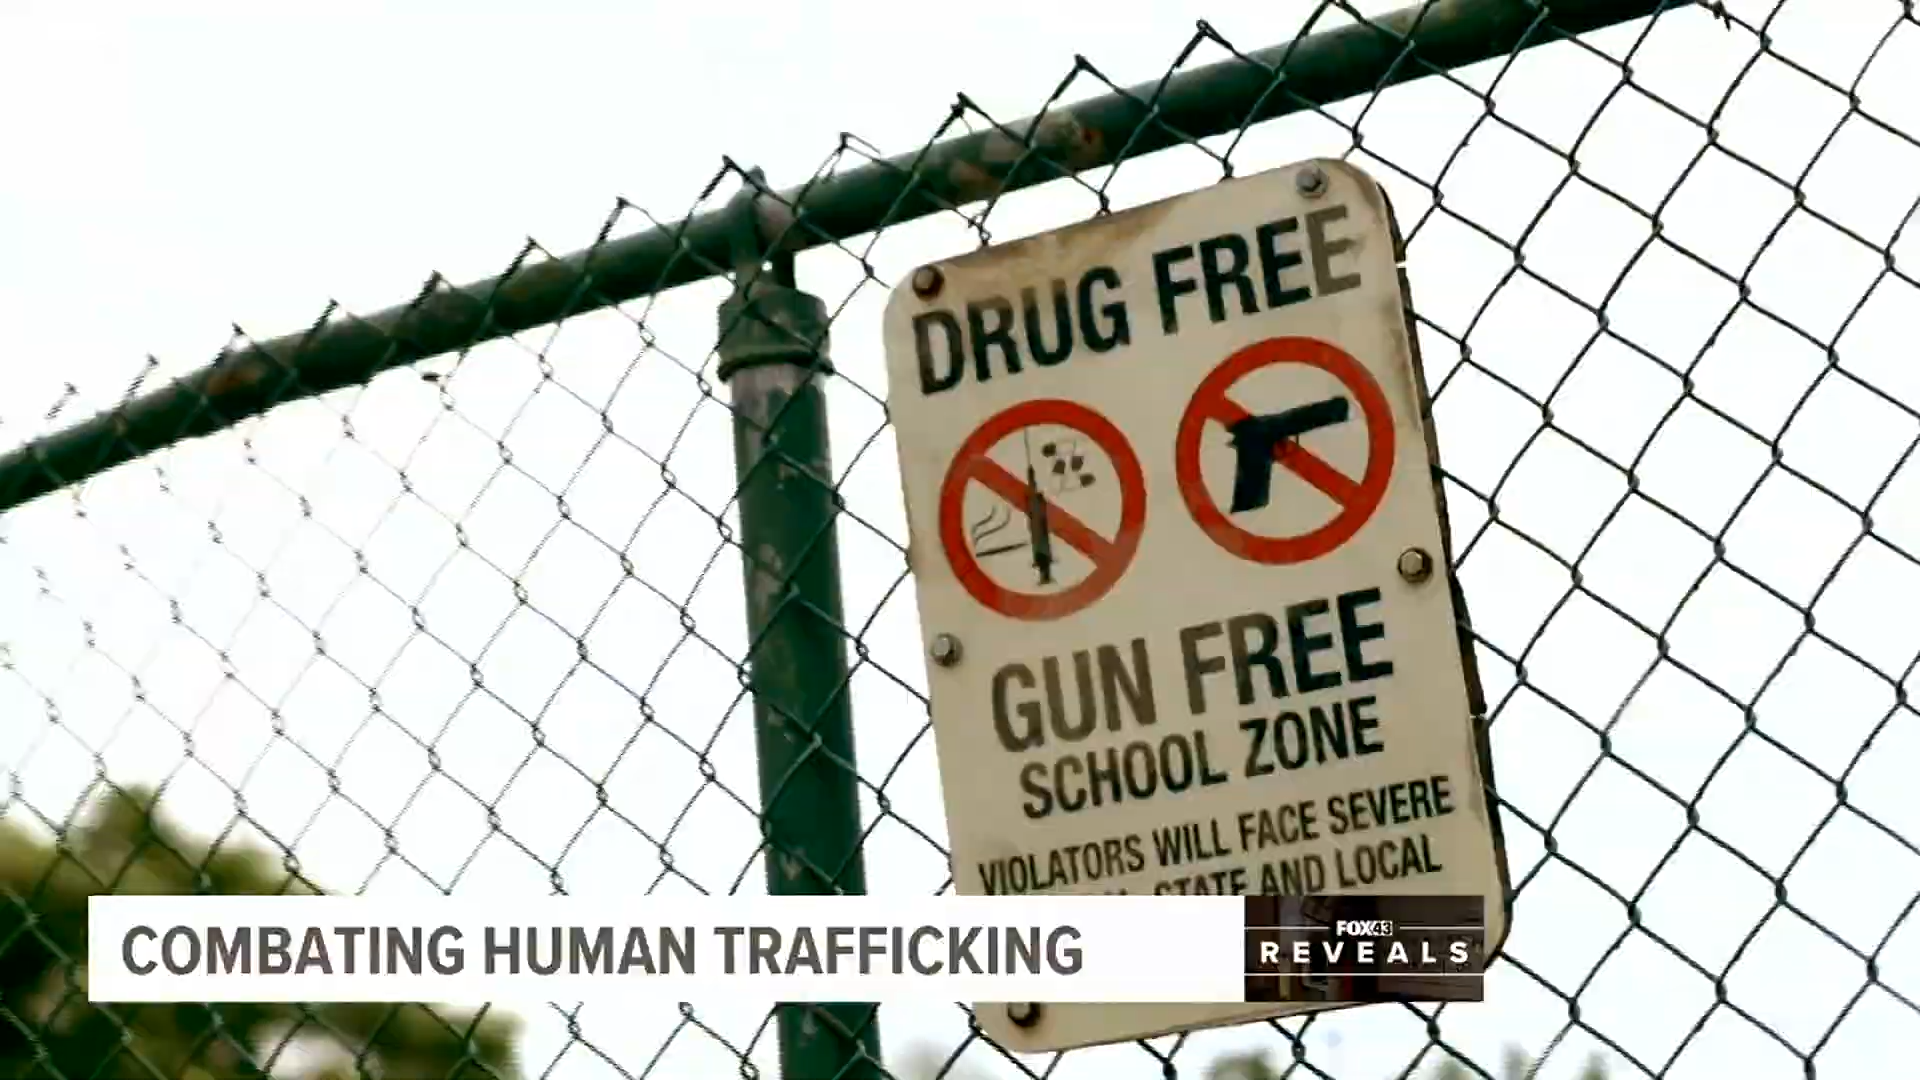 DRUG FREE
GUN FREE
SCHOOL ZONE
VIOLATORS WILL FACE SEVERE
STATE AND LOCAL
COMBATING HUMAN TRAFFICKING
FOX43
REVEALS